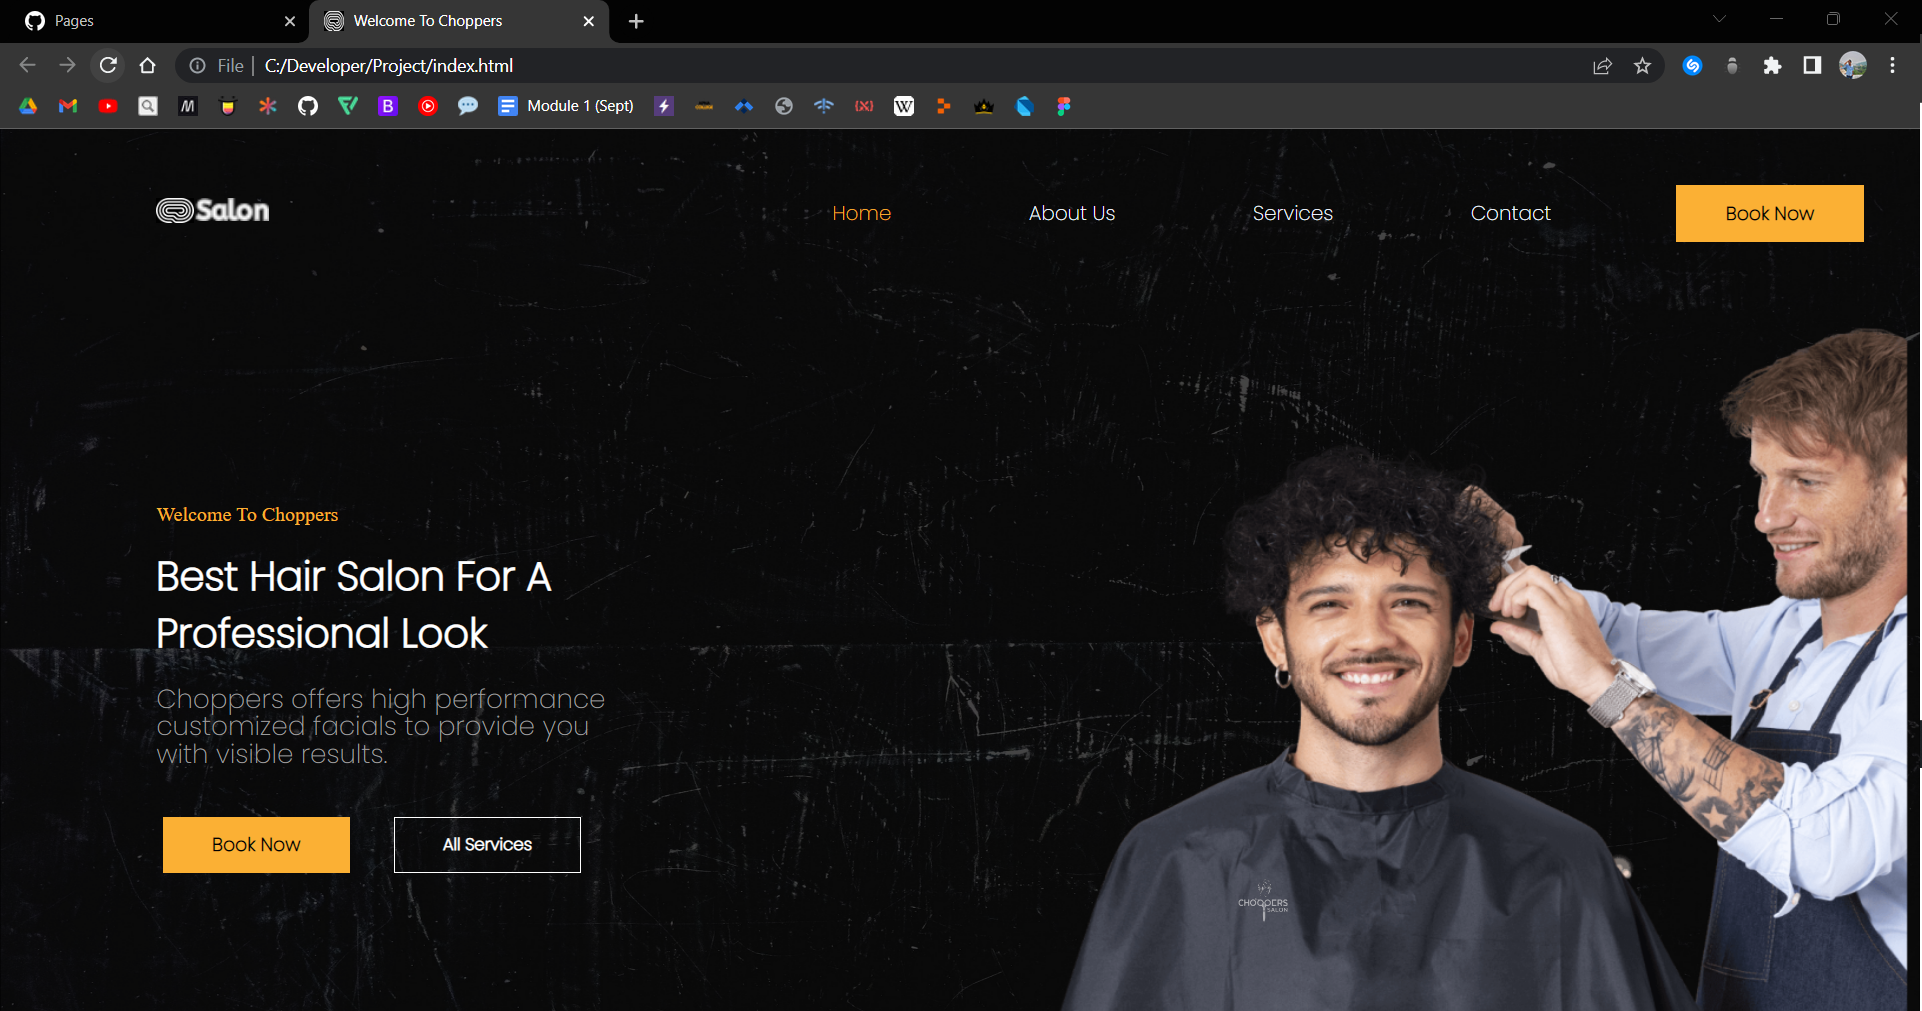 Pages
Welcome To Choppers
File
C:/Developer/Project/index.html
Module 1 (Sept)
Salon
Home
About Us
Services
Contact
Book Now
Welcome To Choppers
Best Hair Salon For A
Professional Look
Choppers offers high performance
customized facials to provide you
with visible results.
Book Now
All Services
CHOPPERS
SALON